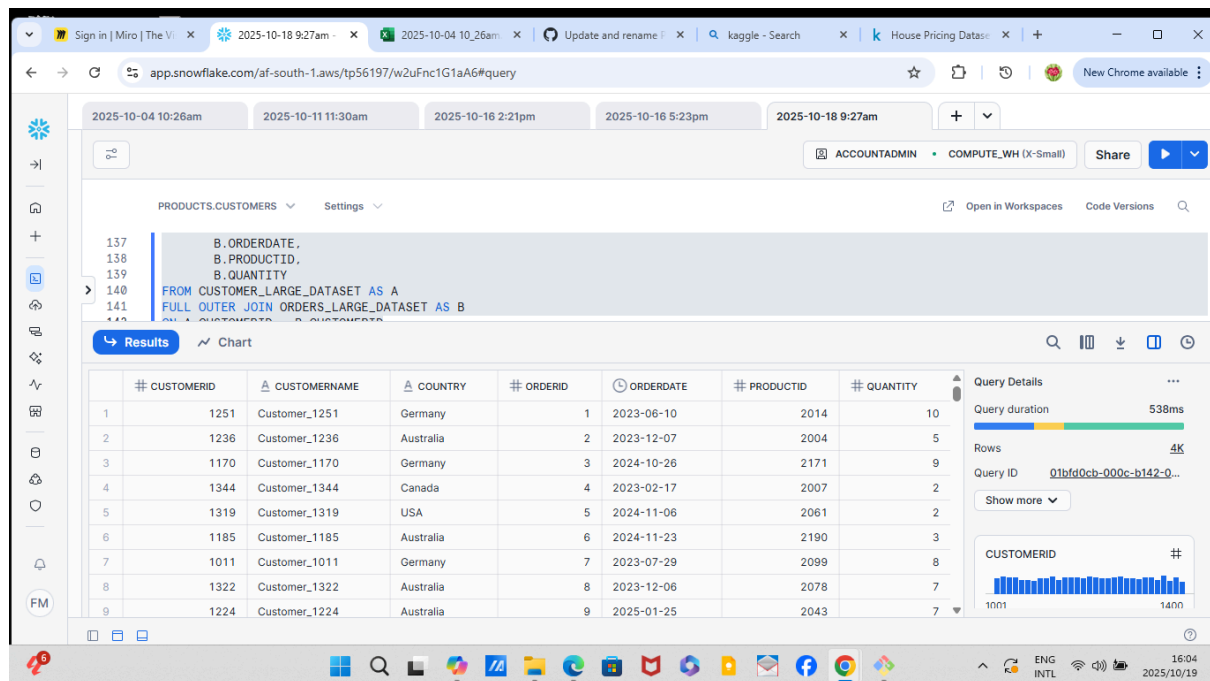 Sign in | Miro | The Vi
2025-10-18 9:27am -
2025-10-04 10_26am
Update and rename F
kaggle - Search
House Pricing Datase
app.snowflake.com/af-south-1.aws/tp56197/w2uFnc1G1aA6#query
New Chrome available
2025-10-04 10:26am
2025-10-11 11:30am
2025-10-16 2:21pm
2025-10-16 5:23pm
2025-10-18 9:27am
ACCOUNTADMIN • COMPUTE_WH (X-Small)
Share
PRODUCTS.CUSTOMERS
Settings
Open in Workspaces
Code Versions
137 B.ORDERDATE,
138 B.PRODUCTID,
139 B.QUANTITY
140 FROM CUSTOMER_LARGE_DATASET AS A
141 FULL OUTER JOIN ORDERS_LARGE_DATASET AS B
Results
Chart
CUSTOMERID CUSTOMERNAME COUNTRY ORDERID ORDERDATE PRODUCTID QUANTITY
1 1251 Customer_1251 Germany 1 2023-06-10 2014 10
2 1236 Customer_1236 Australia 2 2023-12-07 2004 5
3 1170 Customer_1170 Germany 3 2024-10-26 2171 9
4 1344 Customer_1344 Canada 4 2023-02-17 2007 2
5 1319 Customer_1319 USA 5 2024-11-06 2061 2
6 1185 Customer_1185 Australia 6 2024-11-23 2190 3
7 1011 Customer_1011 Germany 7 2023-07-29 2099 8
8 1322 Customer_1322 Australia 8 2023-12-06 2078 7
9 1224 Customer_1224 Australia 9 2025-01-25 2043 7
Query Details
Query duration 538ms
Rows 4K
Query ID 01bfd0cb-000c-b142-0...
Show more
CUSTOMERID #
1001 1400
FM
6
ENG
INTL
16:04
2025/10/19